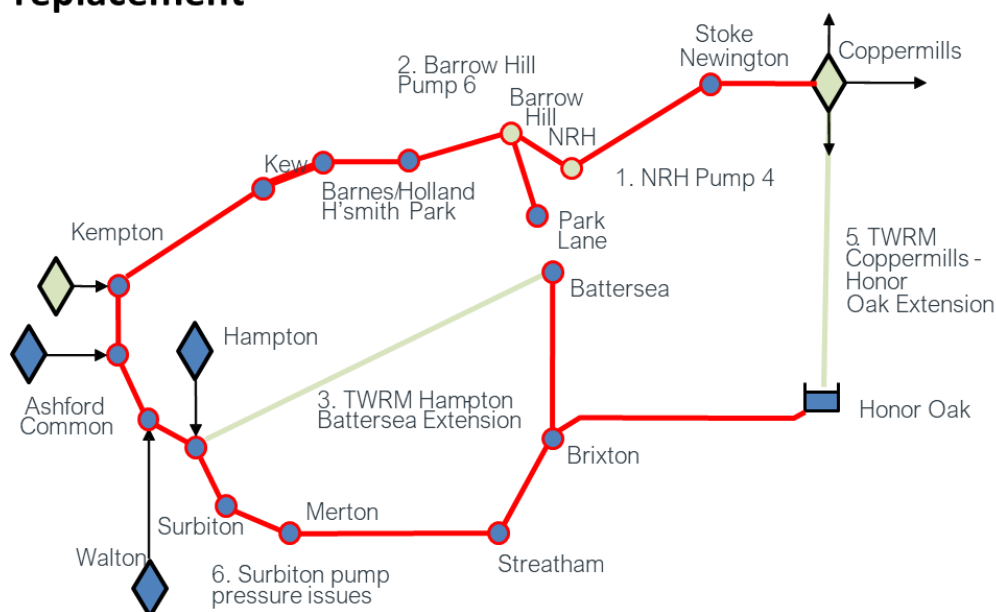 replacement
Stoke
Newington
Coppermills
2. Barrow Hill
Pump 6
Barrow
Hill
NRH
Kew
Barnes/Holland
H'smith Park
1. NRH Pump 4
Park
Lane
Kempton
5. TWRM
Coppermills -
Honor
Oak Extension
Battersea
Hampton
Ashford
Common
3. TWRM Hampton
Battersea Extension
Honor Oak
Brixton
Surbiton
Merton
Streatham
Walton
6. Surbiton pump
pressure issues